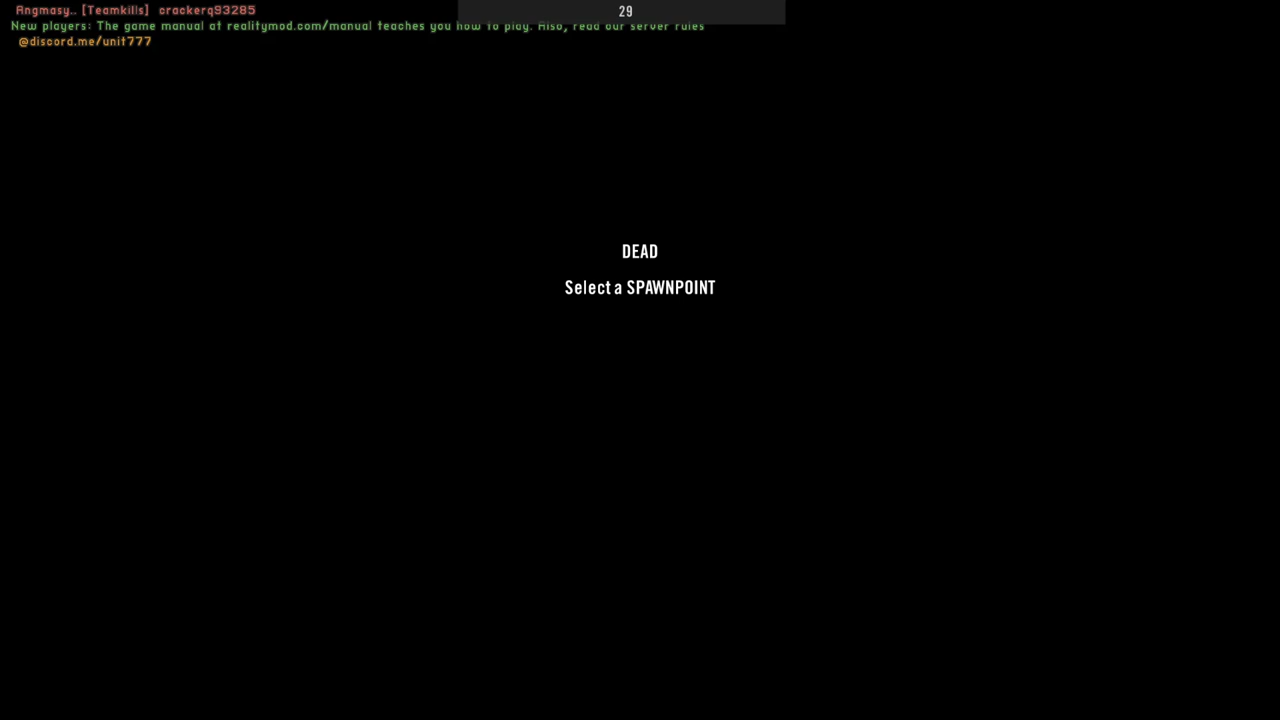 Angmasy.. [Teamkills] crackerq93285
29
New players: The game manual at realitymod.com/manual teaches you how to play. Also, read our server rules
@discord.me/unit777
DEAD
Select a SPAWNPOINT